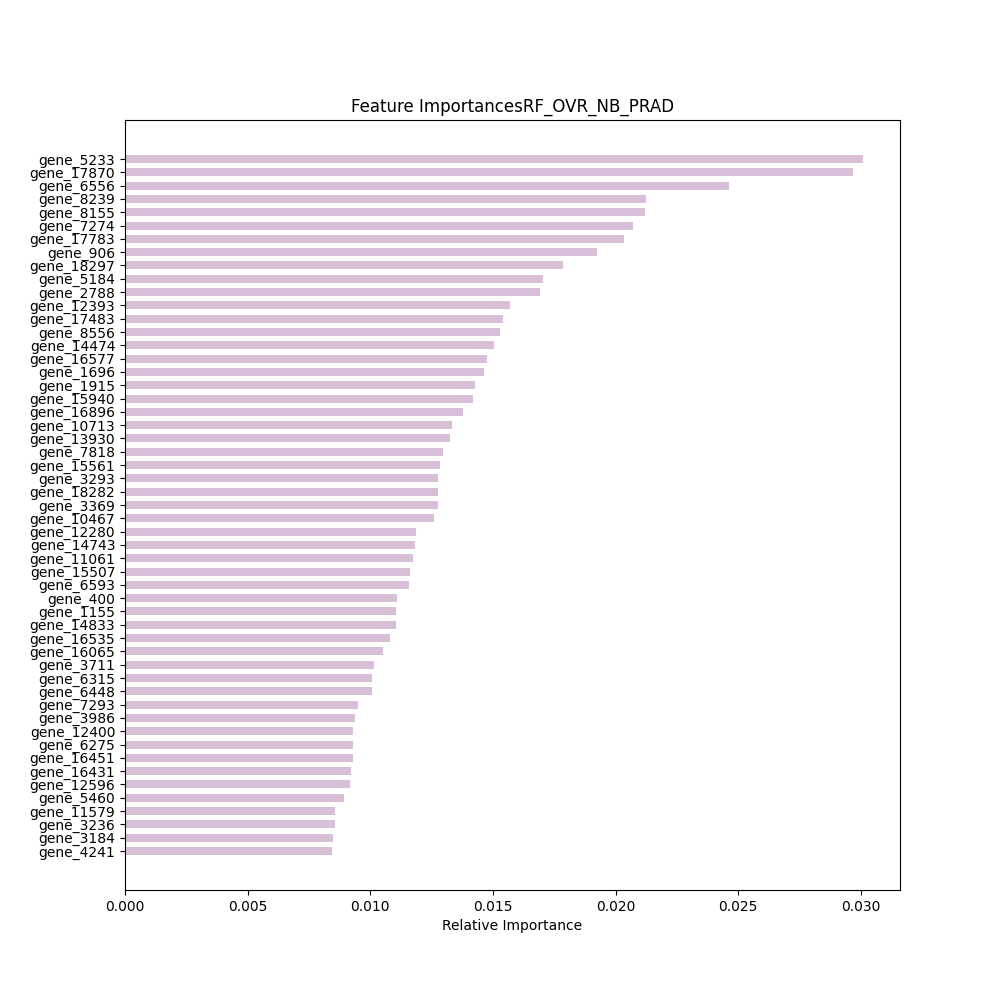 Feature ImportancesRF_OVR_NB_PRAD
gene_5233
gene_17870
gene_6556
gene_8239
gene_8155
gene_7274
gene_17783
gene_906
gene_18297
gene_5184
gene_2788
gene_12393
gene_17483
gene_8556
gene_14474
gene_16577
gene_1696
gene_1915
gene_15940
gene_16896
gene_10713
gene_13930
gene_7818
gene_15561
gene_3293
gene_18282
gene_3369
gene_10467
gene_12280
gene_14743
gene_11061
gene_15507
gene_6593
gene_400
gene_1155
gene_14833
gene_16535
gene_16065
gene_3711
gene_6315
gene_6448
gene_7293
gene_3986
gene_12400
gene_6275
gene_16451
gene_16431
gene_12596
gene_5460
gene_11579
gene_3236
gene_3184
gene_4241
0.000 0.005 0.010 0.015 0.020 0.025 0.030
Relative Importance